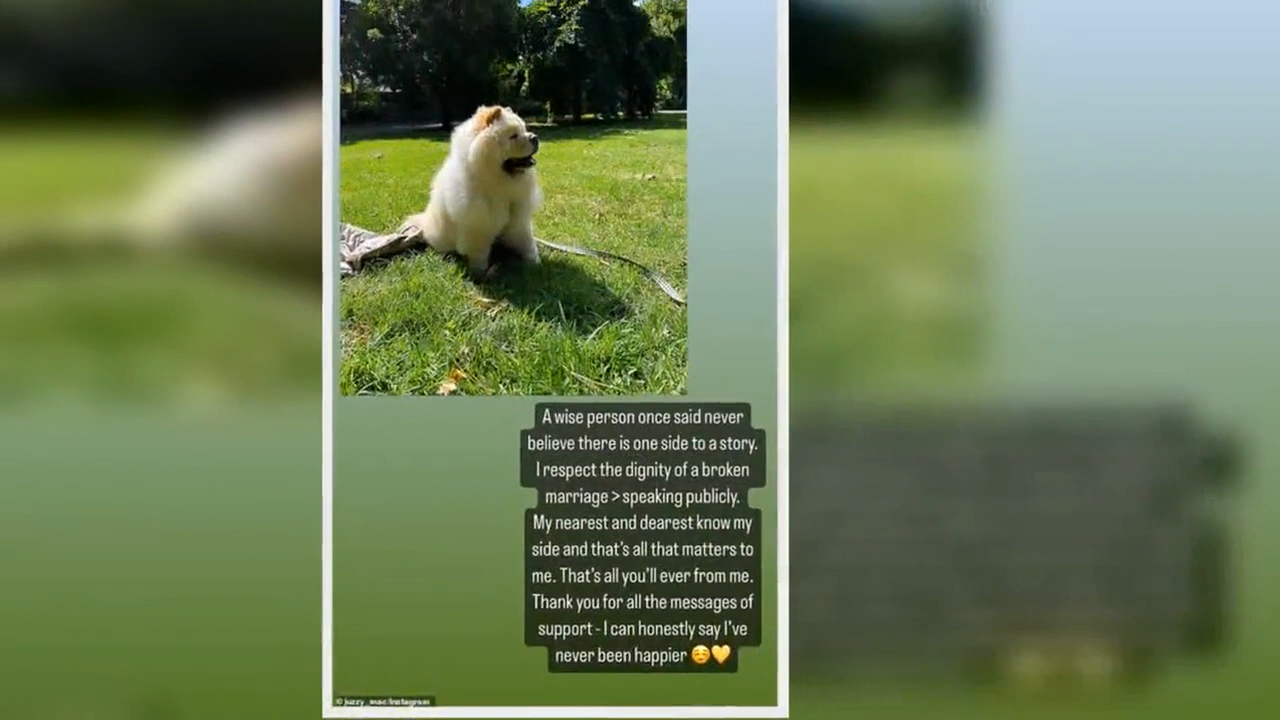 A wise person once said never
believe there is one side to a story.
I respect the dignity of a broken
marriage > speaking publicly.
My nearest and dearest know my
side and that's all that matters to
me. That's all you'll ever from me.
Thank you for all the messages of
support - I can honestly say I've
never been happier ☺️💛
© juzzy_mac/Instagram